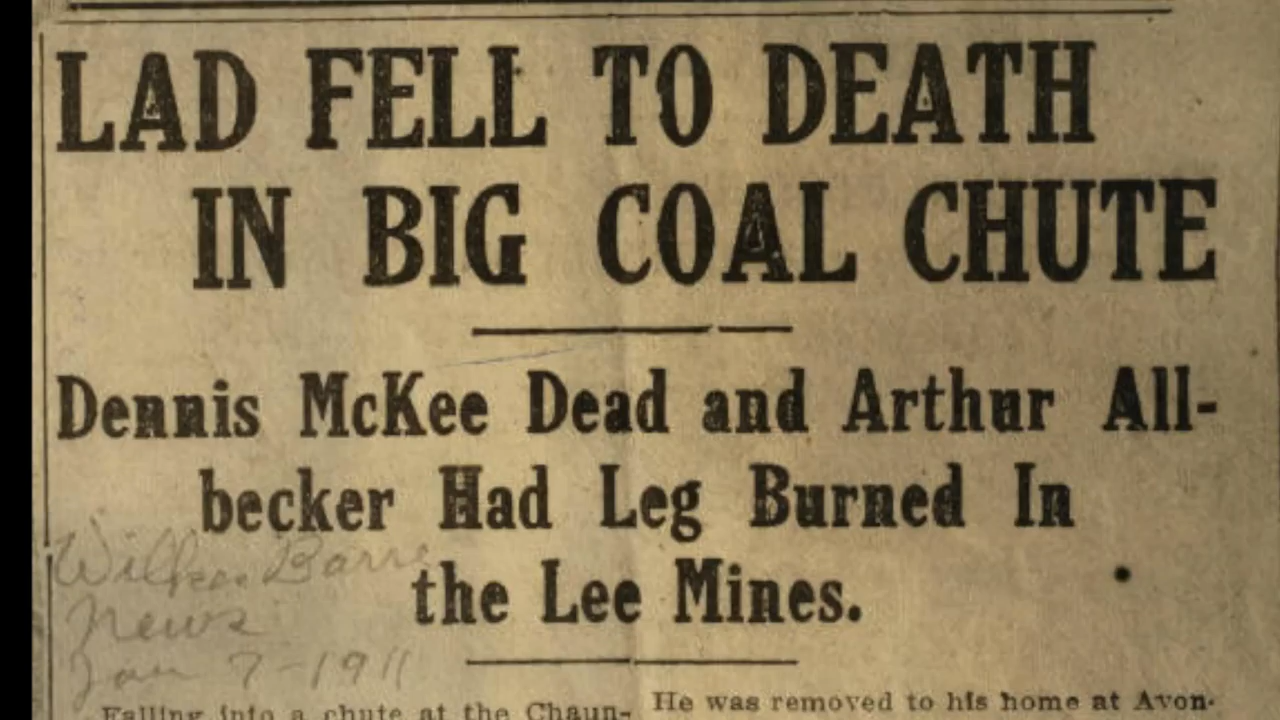 LAD FELL TO DEATH
IN BIG COAL CHUTE
Dennis McKee Dead and Arthur All-
becker Had Leg Burned In
the Lee Mines.
Wilkes Barre
News
Jan 7-1911
Falling into a chute at the Chaun-
He was removed to his home at Avon-